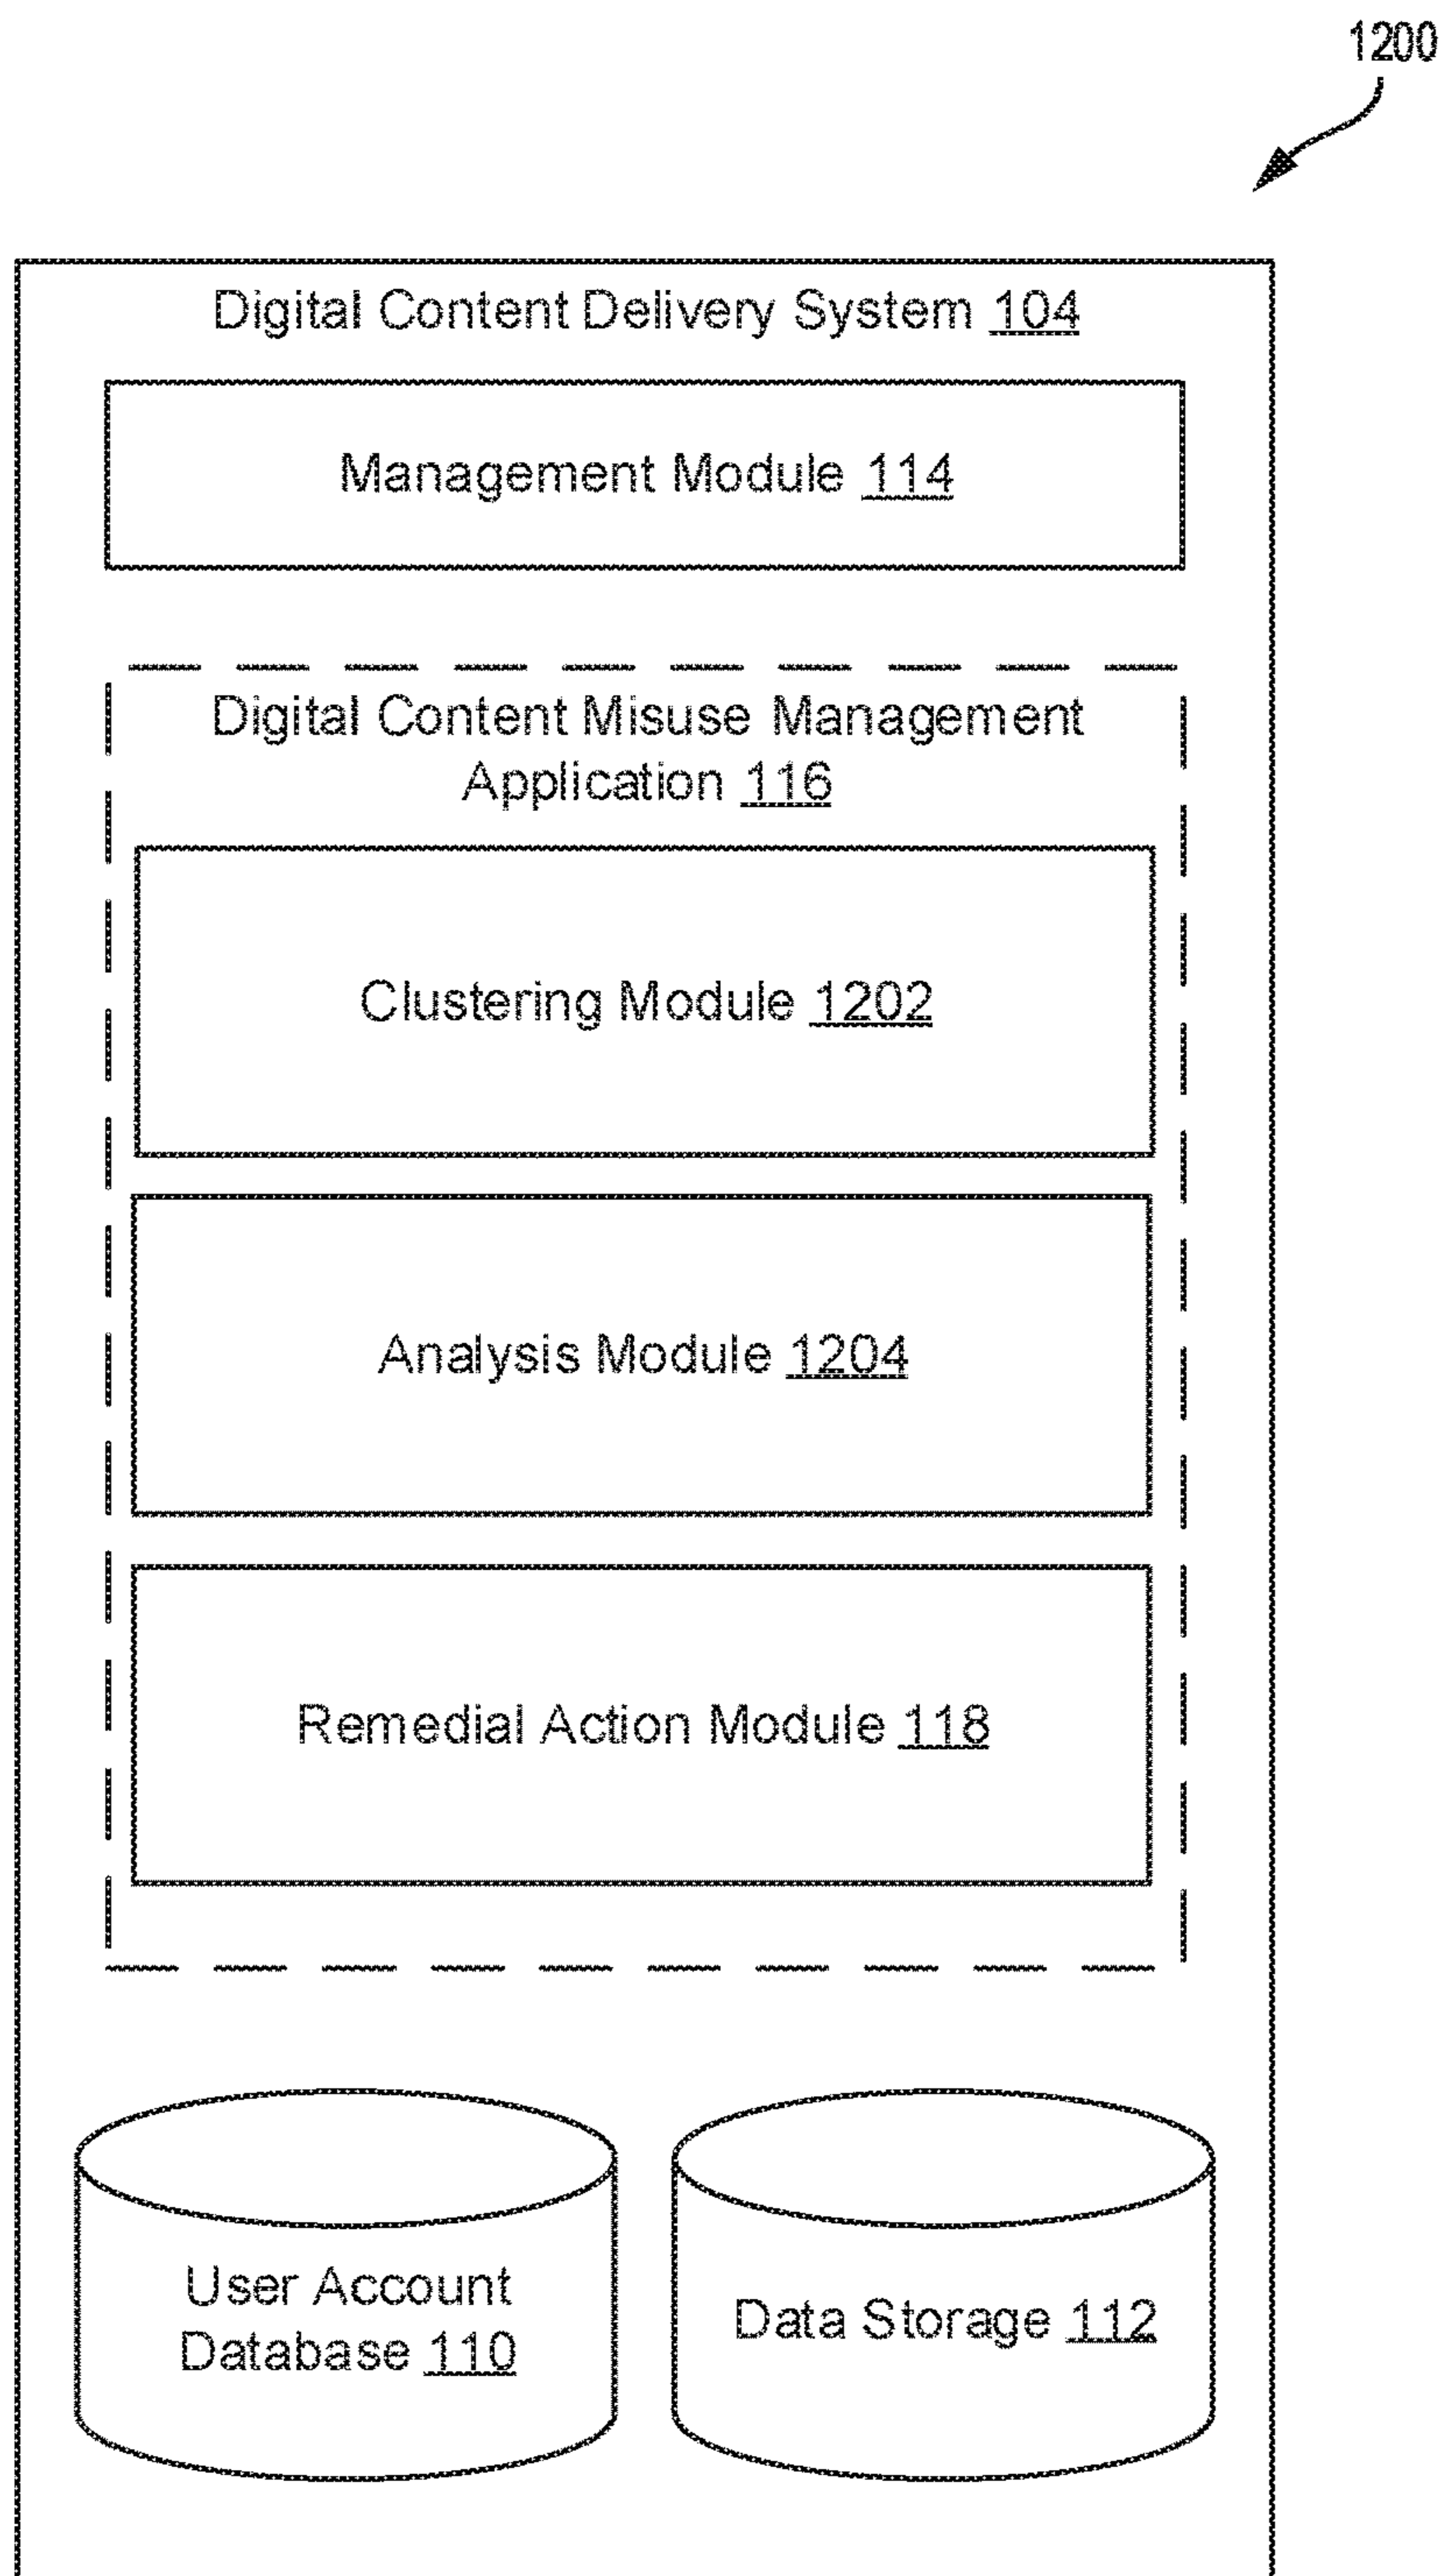 1200
Digital Content Delivery System 104
Management Module 114
Digital Content Misuse Management
Application 116
Clustering Module 1202
Analysis Module 1204
Remedial Action Module 118
User Account
Database 110
Data Storage 112